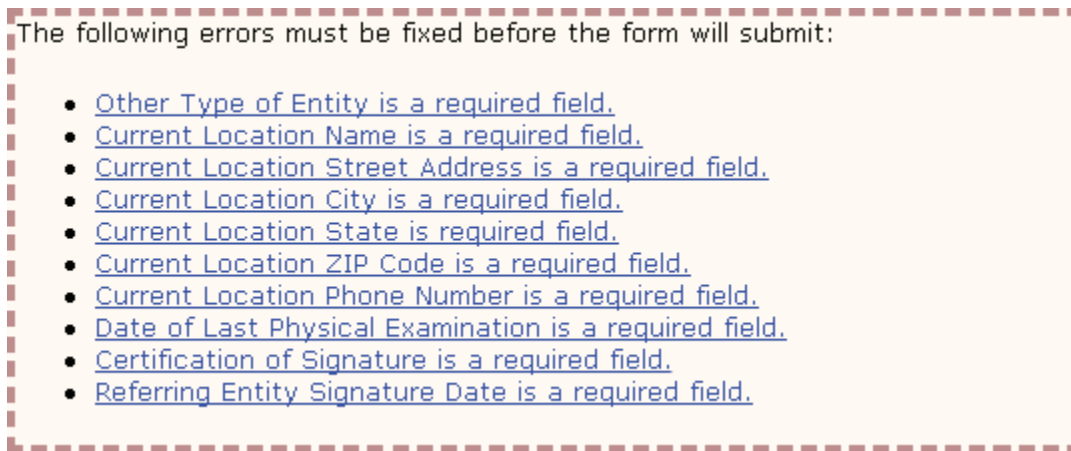 The following errors must be fixed before the form will submit:
Other Type of Entity is a required field.
Current Location Name is a required field.
Current Location Street Address is a required field.
Current Location City is a required field.
Current Location State is required field.
Current Location ZIP Code is a required field.
Current Location Phone Number is a required field.
Date of Last Physical Examination is a required field.
Certification of Signature is a required field.
Referring Entity Signature Date is a required field.